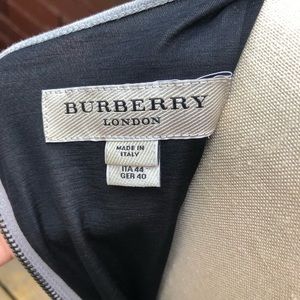 BURBERRY
LONDON
MADE IN
ITALY
ITA 44
GER 40